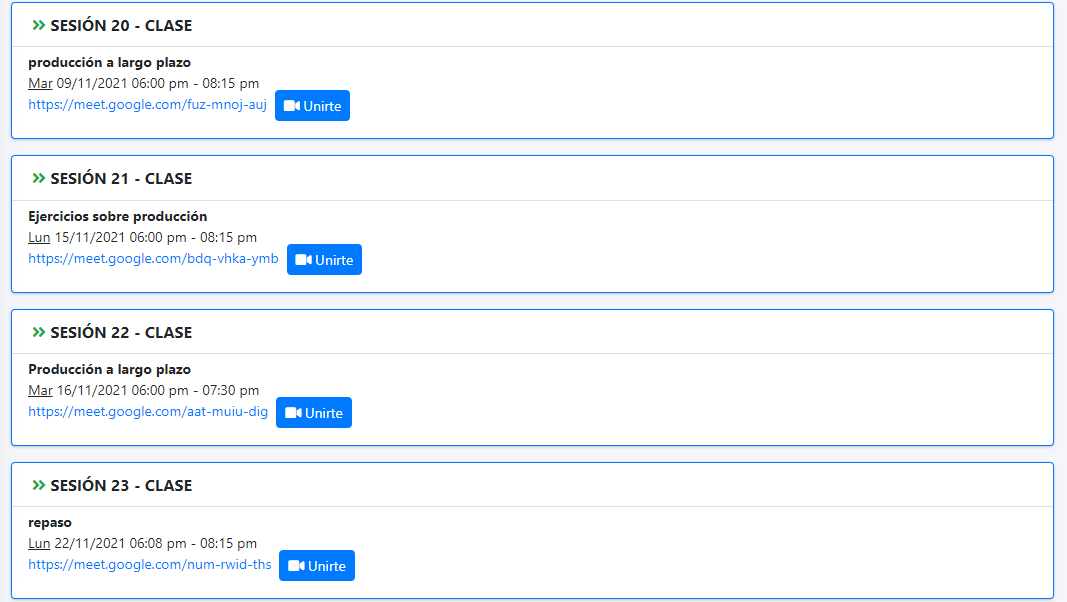 SESIÓN 20 - CLASE
producción a largo plazo
Mar 09/11/2021 06:00 pm - 08:15 pm
https://meet.google.com/fuz-mnoj-auj Unirte
SESIÓN 21 - CLASE
Ejercicios sobre producción
Lun 15/11/2021 06:00 pm - 08:15 pm
https://meet.google.com/bdq-vhka-ymb Unirte
SESIÓN 22 - CLASE
Producción a largo plazo
Mar 16/11/2021 06:00 pm - 07:30 pm
https://meet.google.com/aat-muiu-dig Unirte
SESIÓN 23 - CLASE
repaso
Lun 22/11/2021 06:08 pm - 08:15 pm
https://meet.google.com/num-rwid-ths Unirte